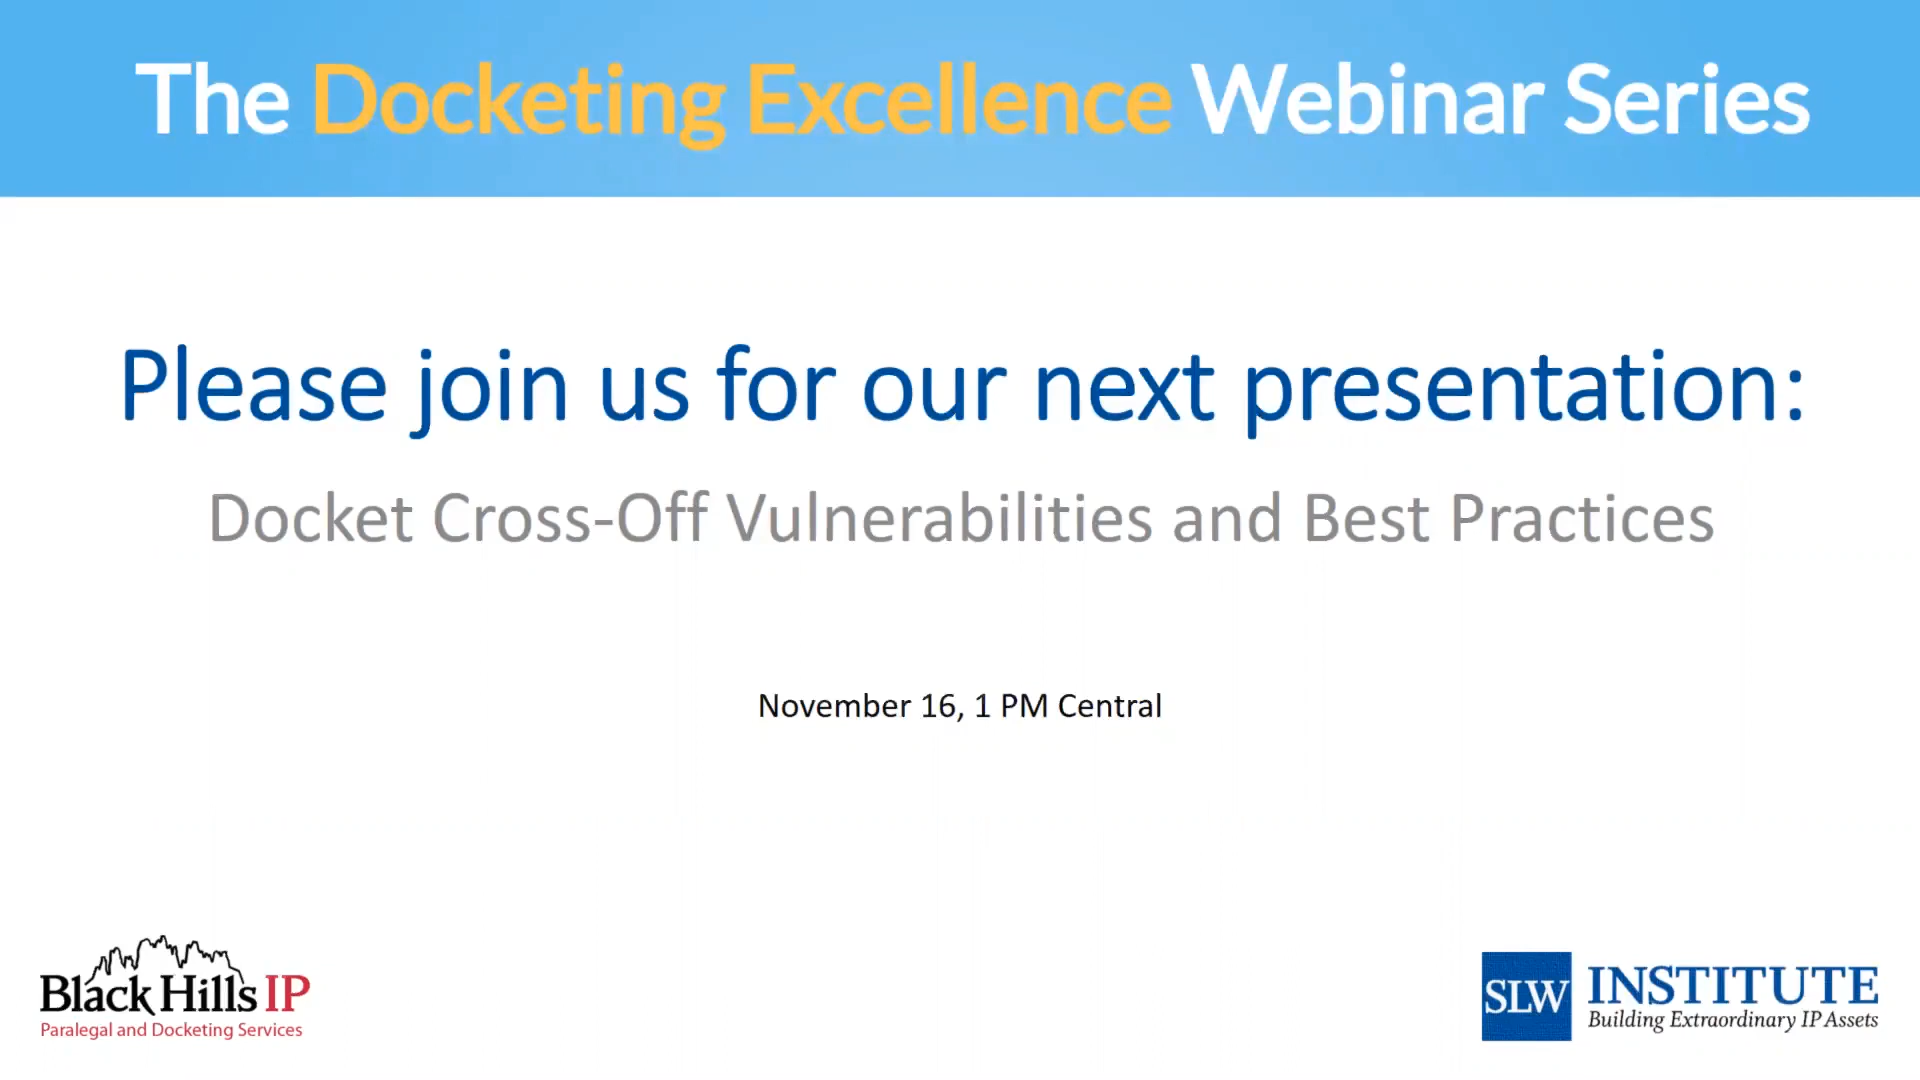 The Docketing Excellence Webinar Series
Please join us for our next presentation:
Docket Cross-Off Vulnerabilities and Best Practices
November 16, 1 PM Central
Black Hills IP
Paralegal and Docketing Services
SLW INSTITUTE
Building Extraordinary IP Assets